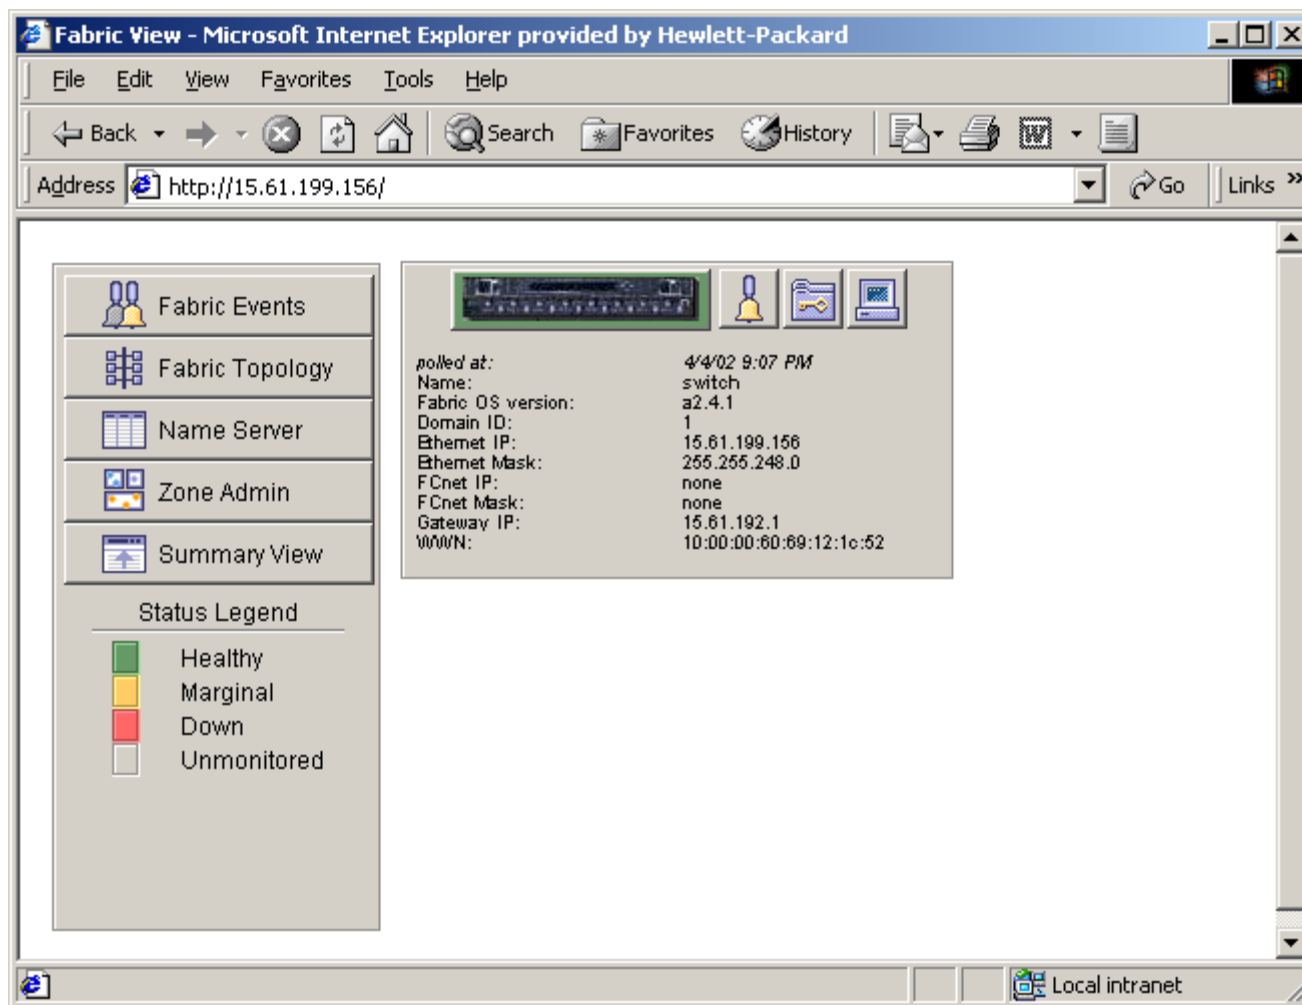 Fabric View - Microsoft Internet Explorer provided by Hewlett-Packard
File Edit View Favorites Tools Help
Back Search Favorites History
Address http://15.61.199.156/ Go Links »
Fabric Events
Fabric Topology
Name Server
Zone Admin
Summary View
Status Legend
Healthy
Marginal
Down
Unmonitored
polled at: 4/4/02 9:07 PM
Name: switch
Fabric OS version: a2.4.1
Domain ID: 1
Ethernet IP: 15.61.199.156
Ethernet Mask: 255.255.248.0
FCnet IP: none
FCnet Mask: none
Gateway IP: 15.61.192.1
WWN: 10:00:00:60:69:12:1c:52
Local intranet